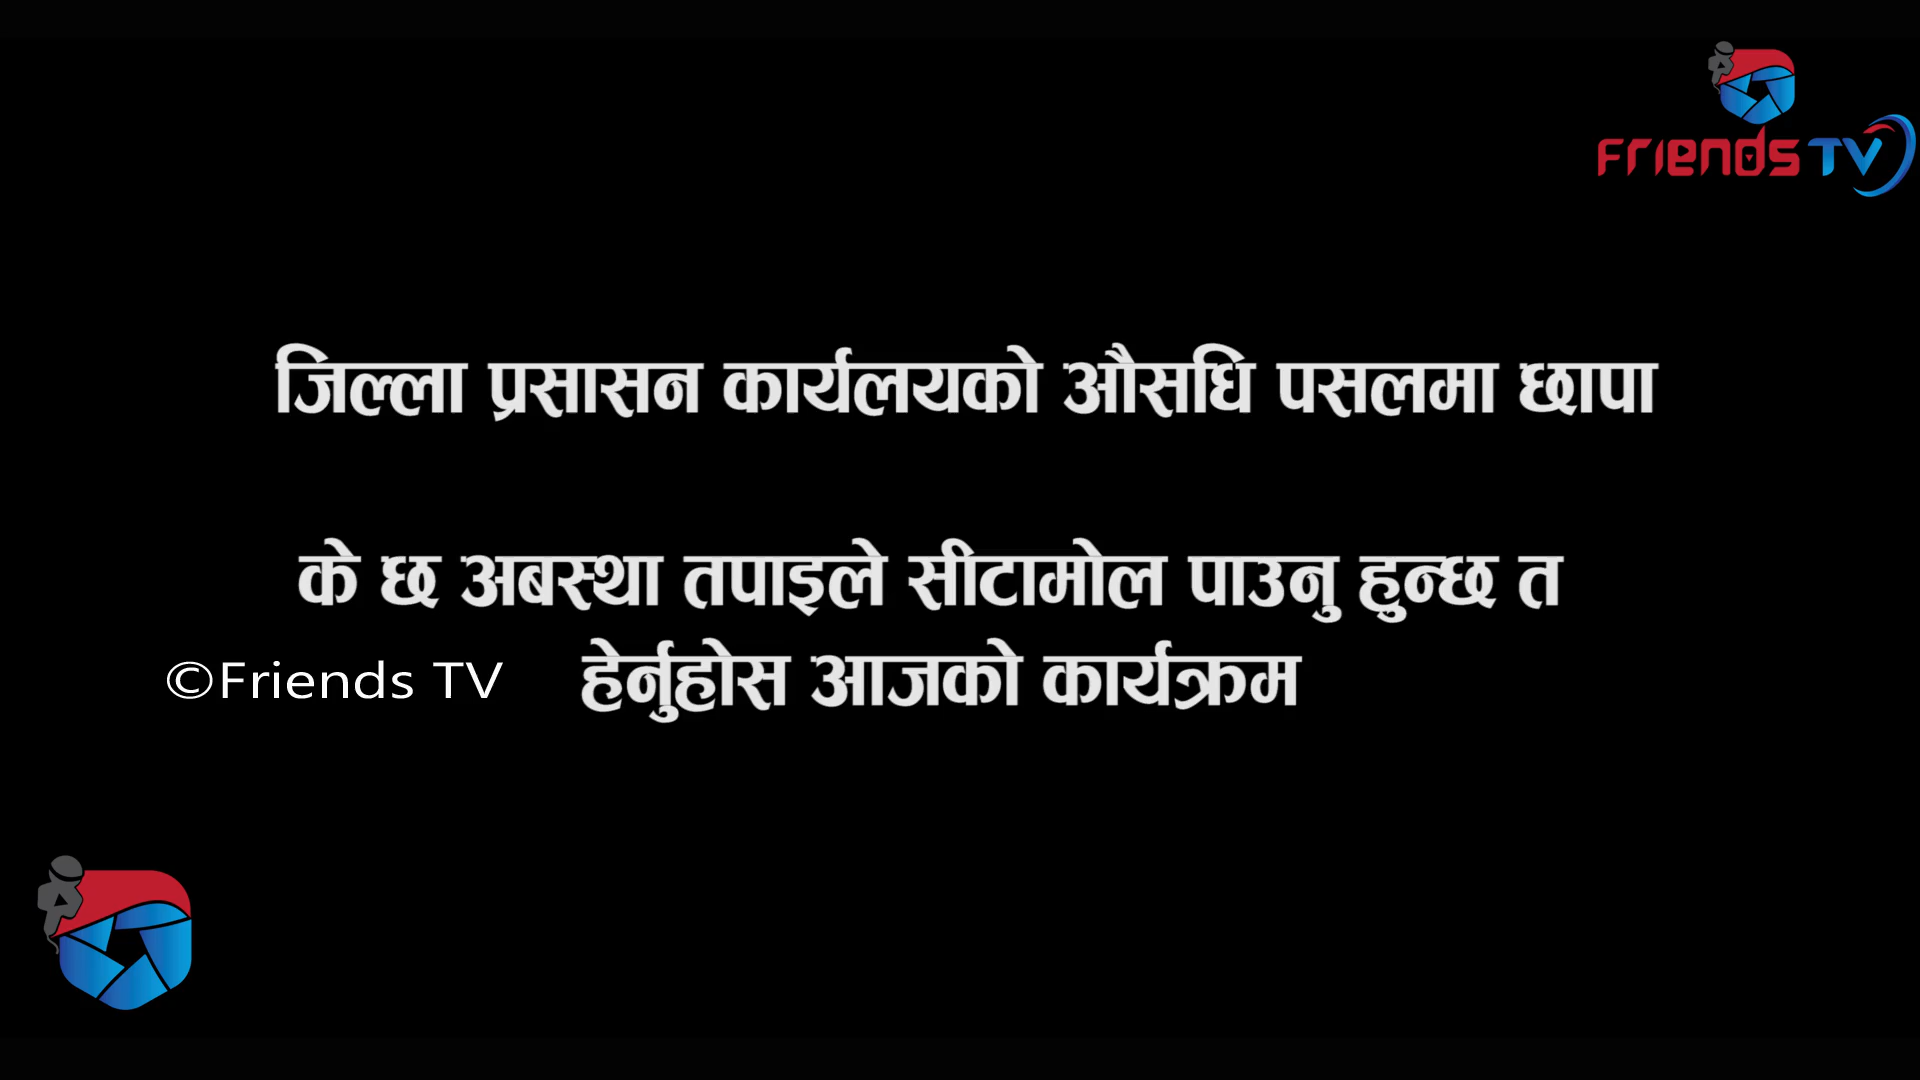 Friends TV
जिल्ला प्रसासन कार्यलयको औसधि पसलमा छापा
के छ अबस्था तपाइले सीटामोल पाउनु हुन्छ त
©Friends TV
हेर्नुहोस आजको कार्यक्रम